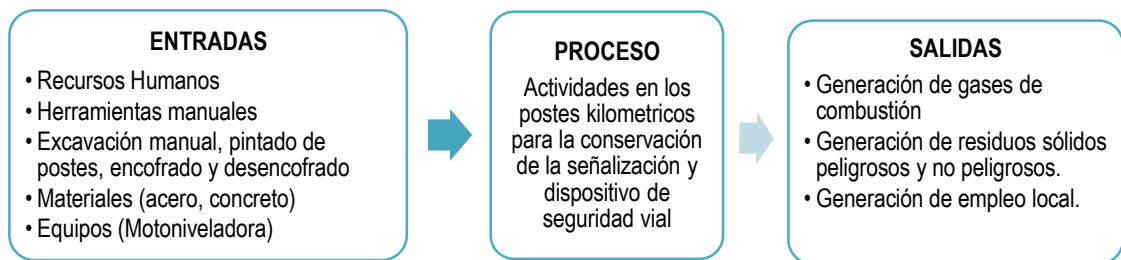 ENTRADAS
• Recursos Humanos
• Herramientas manuales
• Excavación manual, pintado de
postes, encofrado y desencofrado
• Materiales (acero, concreto)
• Equipos (Motoniveladora)
PROCESO
Actividades en los
postes kilometricos
para la conservación
de la señalización y
dispositivo de
seguridad vial
SALIDAS
• Generación de gases de
combustión
• Generación de residuos sólidos
peligrosos y no peligrosos.
• Generación de empleo local.